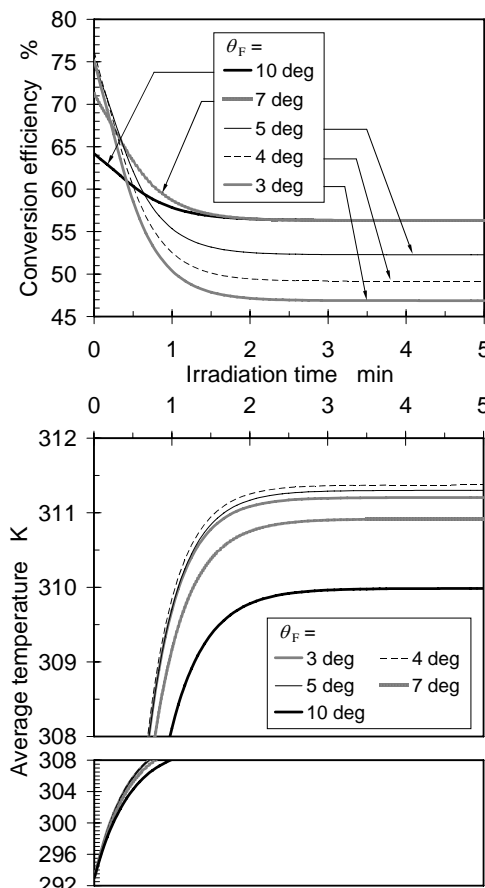 80
75
70
65
60
55
50
45
Conversion efficiency %
θF =
10 deg
7 deg
5 deg
4 deg
3 deg
0 1 2 3 4 5
Irradiation time min
0 1 2 3 4 5
312
311
310
309
308
Average temperature K
θF =
3 deg 4 deg
5 deg 7 deg
10 deg
308
304
300
296
292